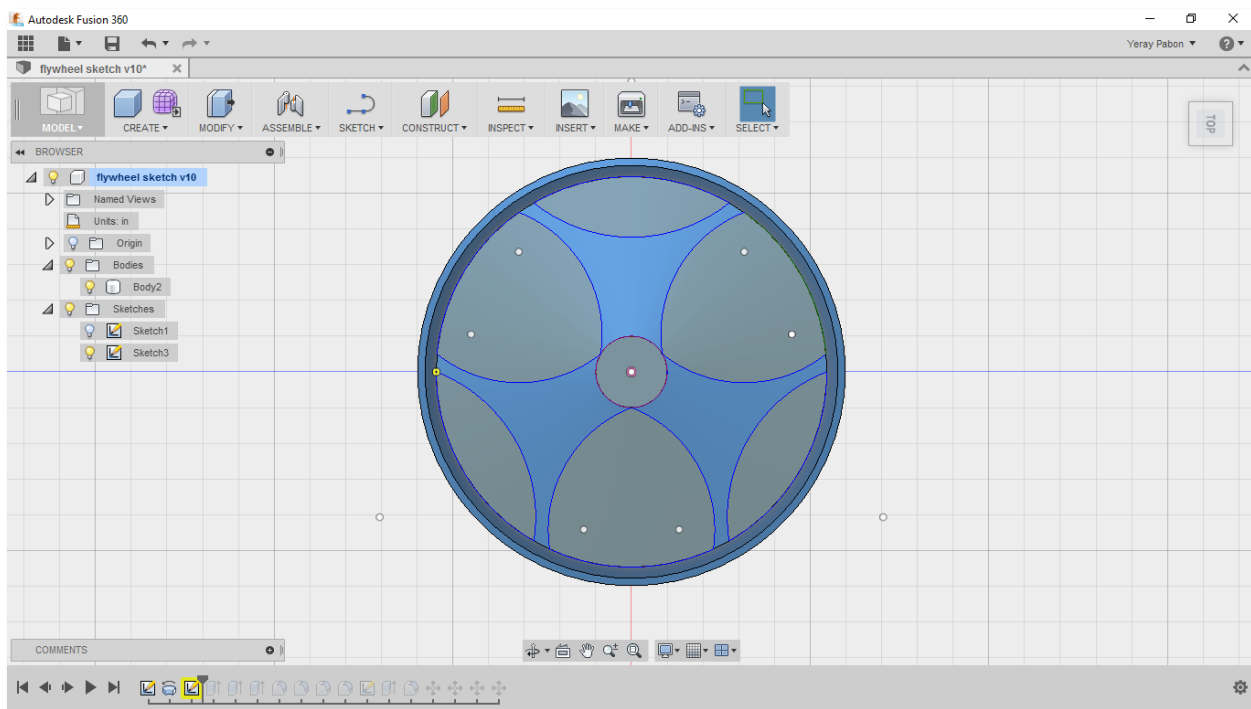 Autodesk Fusion 360
Yeray Pabon
flywheel sketch v10*
MODEL CREATE MODIFY ASSEMBLE SKETCH CONSTRUCT INSPECT INSERT MAKE ADD-INS SELECT
TOP
BROWSER
flywheel sketch v10
Named Views
Units: in
Origin
Bodies
Body2
Sketches
Sketch1
Sketch3
COMMENTS